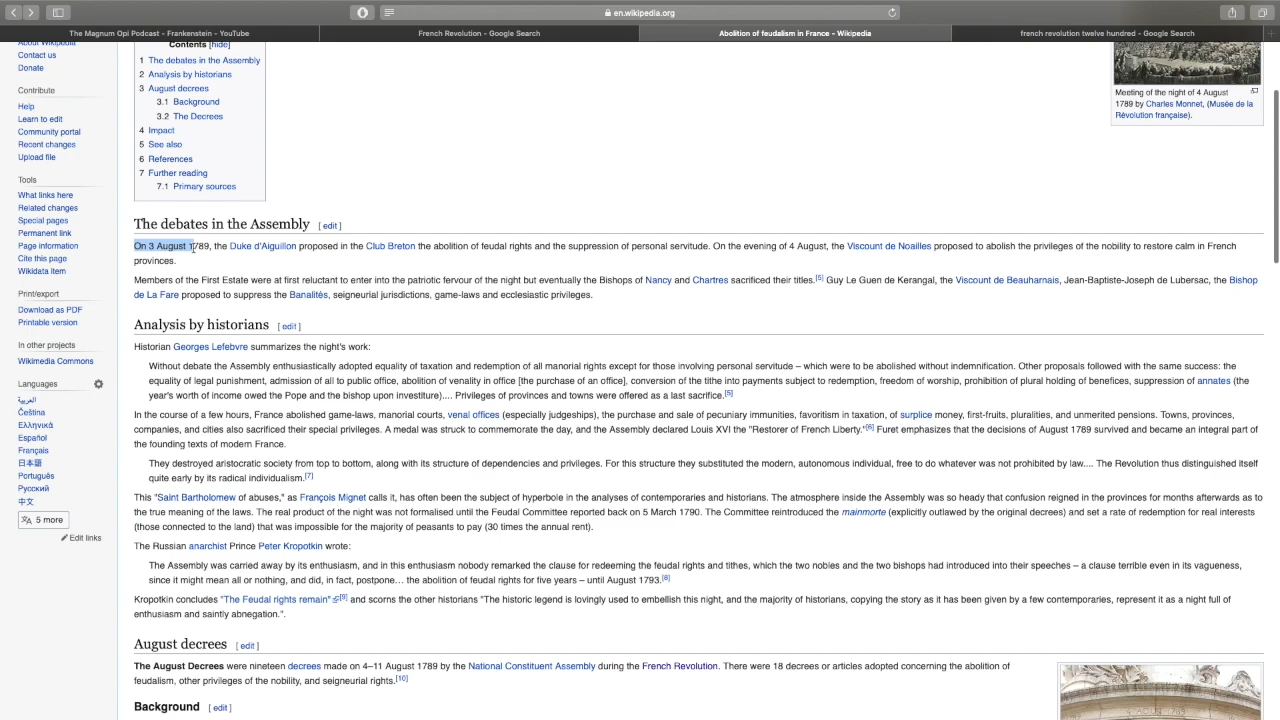 en.wikipedia.org
The Magnum Opi Podcast - Frankenstein - YouTube
French Revolution - Google Search
Abolition of feudalism in France - Wikipedia
french revolution twelve hundred - Google Search
About Wikipedia
Contact us
Donate
Contribute
Help
Learn to edit
Community portal
Recent changes
Upload file
Tools
What links here
Related changes
Special pages
Permanent link
Page information
Cite this page
Wikidata item
Print/export
Download as PDF
Printable version
In other projects
Wikimedia Commons
Languages
العربية
Čeština
Ελληνικά
Español
Français
日本語
Português
Русский
中文
5 more
Edit links
Contents [hide]
1 The debates in the Assembly
2 Analysis by historians
3 August decrees
3.1 Background
3.2 The Decrees
4 Impact
5 See also
6 References
7 Further reading
7.1 Primary sources
Meeting of the night of 4 August
1789 by Charles Monnet, (Musée de la
Révolution française).
The debates in the Assembly [ edit ]
On 3 August 1789, the Duke d'Aiguillon proposed in the Club Breton the abolition of feudal rights and the suppression of personal servitude. On the evening of 4 August, the Viscount de Noailles proposed to abolish the privileges of the nobility to restore calm in French
provinces.
Members of the First Estate were at first reluctant to enter into the patriotic fervour of the night but eventually the Bishops of Nancy and Chartres sacrificed their titles.[5] Guy Le Guen de Kerangal, the Viscount de Beauharnais, Jean-Baptiste-Joseph de Lubersac, the Bishop
de La Fare proposed to suppress the Banalités, seigneurial jurisdictions, game-laws and ecclesiastic privileges.
Analysis by historians [ edit ]
Historian Georges Lefebvre summarizes the night's work:
Without debate the Assembly enthusiastically adopted equality of taxation and redemption of all manorial rights except for those involving personal servitude – which were to be abolished without indemnification. Other proposals followed with the same success: the
equality of legal punishment, admission of all to public office, abolition of venality in office [the purchase of an office], conversion of the tithe into payments subject to redemption, freedom of worship, prohibition of plural holding of benefices, suppression of annates (the
year's worth of income owed the Pope and the bishop upon investiture).... Privileges of provinces and towns were offered as a last sacrifice.[5]
In the course of a few hours, France abolished game-laws, manorial courts, venal offices (especially judgeships), the purchase and sale of pecuniary immunities, favoritism in taxation, of surplice money, first-fruits, pluralities, and unmerited pensions. Towns, provinces,
companies, and cities also sacrificed their special privileges. A medal was struck to commemorate the day, and the Assembly declared Louis XVI the "Restorer of French Liberty."[6] Furet emphasizes that the decisions of August 1789 survived and became an integral part of
the founding texts of modern France.
They destroyed aristocratic society from top to bottom, along with its structure of dependencies and privileges. For this structure they substituted the modern, autonomous individual, free to do whatever was not prohibited by law.... The Revolution thus distinguished itself
quite early by its radical individualism.[7]
This "Saint Bartholomew of abuses," as François Mignet calls it, has often been the subject of hyperbole in the analyses of contemporaries and historians. The atmosphere inside the Assembly was so heady that confusion reigned in the provinces for months afterwards as to
the true meaning of the laws. The real product of the night was not formalised until the Feudal Committee reported back on 5 March 1790. The Committee reintroduced the mainmorte (explicitly outlawed by the original decrees) and set a rate of redemption for real interests
(those connected to the land) that was impossible for the majority of peasants to pay (30 times the annual rent).
The Russian anarchist Prince Peter Kropotkin wrote:
The Assembly was carried away by its enthusiasm, and in this enthusiasm nobody remarked the clause for redeeming the feudal rights and tithes, which the two nobles and the two bishops had introduced into their speeches – a clause terrible even in its vagueness,
since it might mean all or nothing, and did, in fact, postpone… the abolition of feudal rights for five years – until August 1793.[8]
Kropotkin concludes "The Feudal rights remain"[9] and scorns the other historians "The historic legend is lovingly used to embellish this night, and the majority of historians, copying the story as it has been given by a few contemporaries, represent it as a night full of
enthusiasm and saintly abnegation.".
August decrees [ edit ]
The August Decrees were nineteen decrees made on 4–11 August 1789 by the National Constituent Assembly during the French Revolution. There were 18 decrees or articles adopted concerning the abolition of
feudalism, other privileges of the nobility, and seigneurial rights.[10]
Background [ edit ]